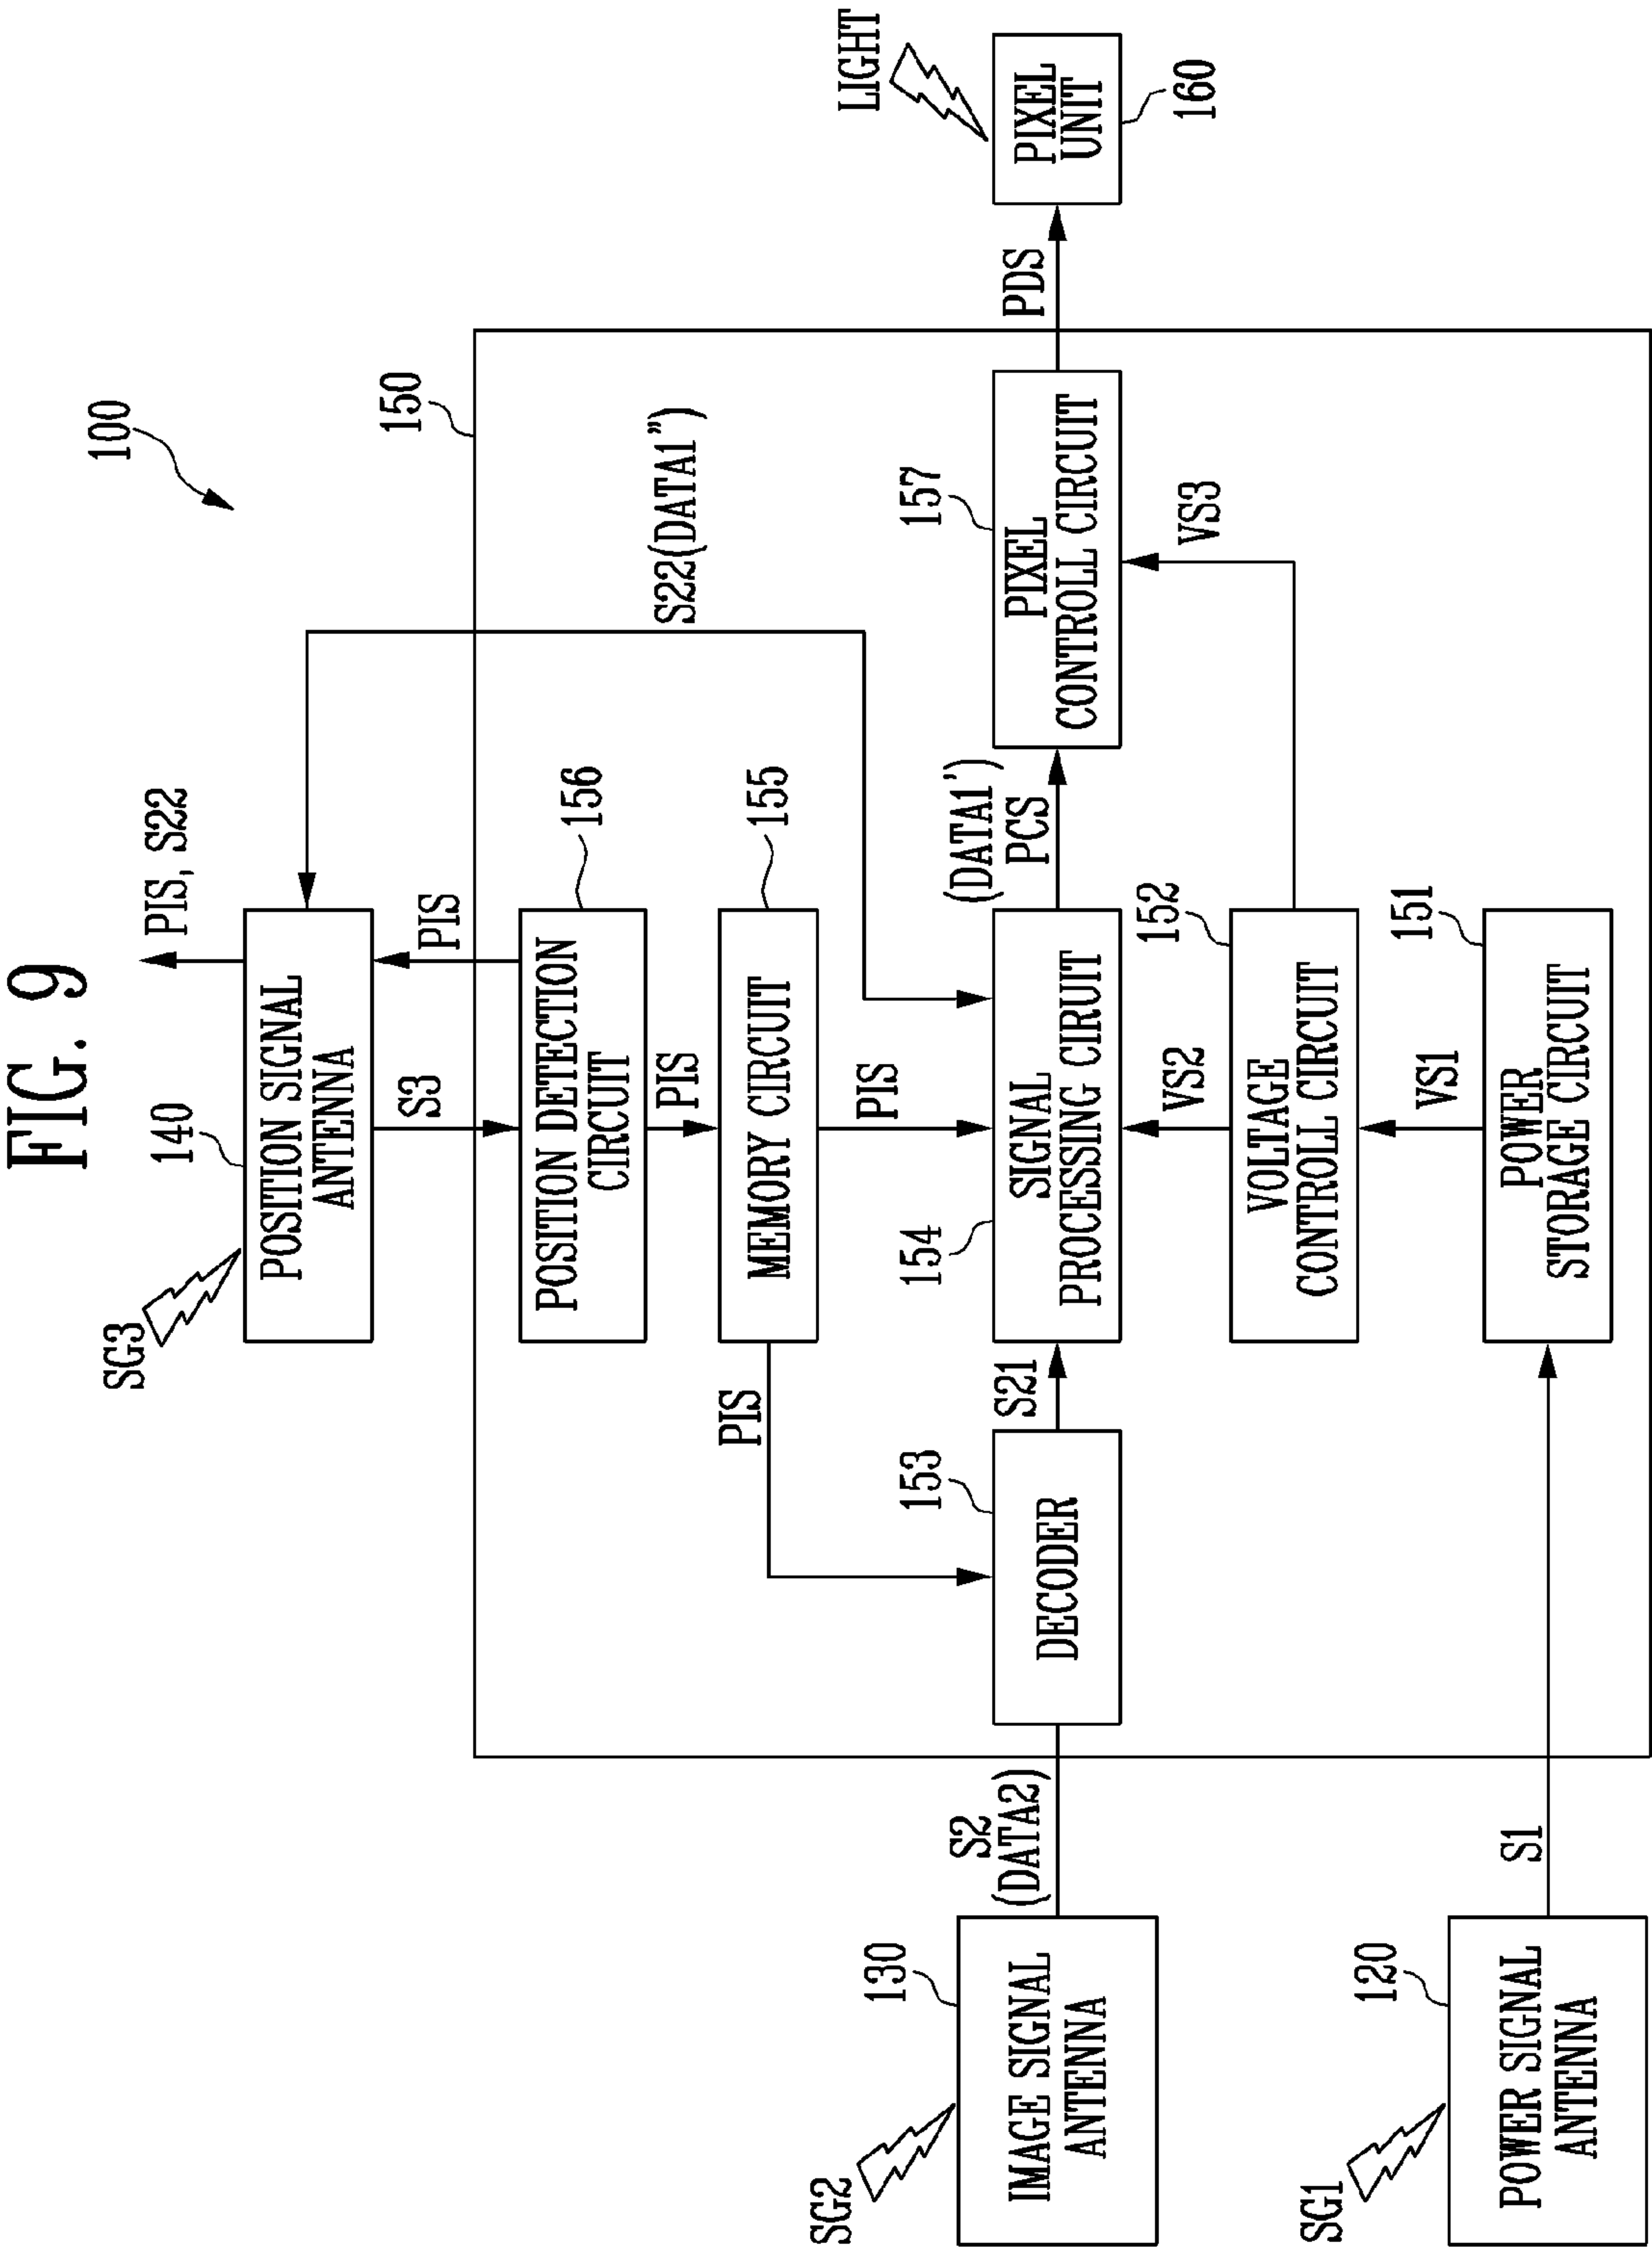 FIG. 9
100
SG3
140
PIS, S22
POSITION SIGNAL
ANTENNA
S3
PIS
150
POSITION DETECTION
CIRCUIT
156
PIS
S22(DATA1")
MEMORY CIRCUIT
155
PIS
PIS
SG2
130
IMAGE SIGNAL
ANTENNA
S2
(DATA2)
153
DECODER
S21
154
SIGNAL
PROCESSING CIRUIT
(DATA1')
PCS
157
PIXEL
CONTROLL CIRCUIT
PDS
LIGHT
PIXEL
UNIT
160
VS2
152
VS3
VOLTAGE
CONTROLL CIRCUIT
VS1
151
SG1
120
POWER SIGNAL
ANTENNA
S1
POWER
STORAGE CIRCUIT